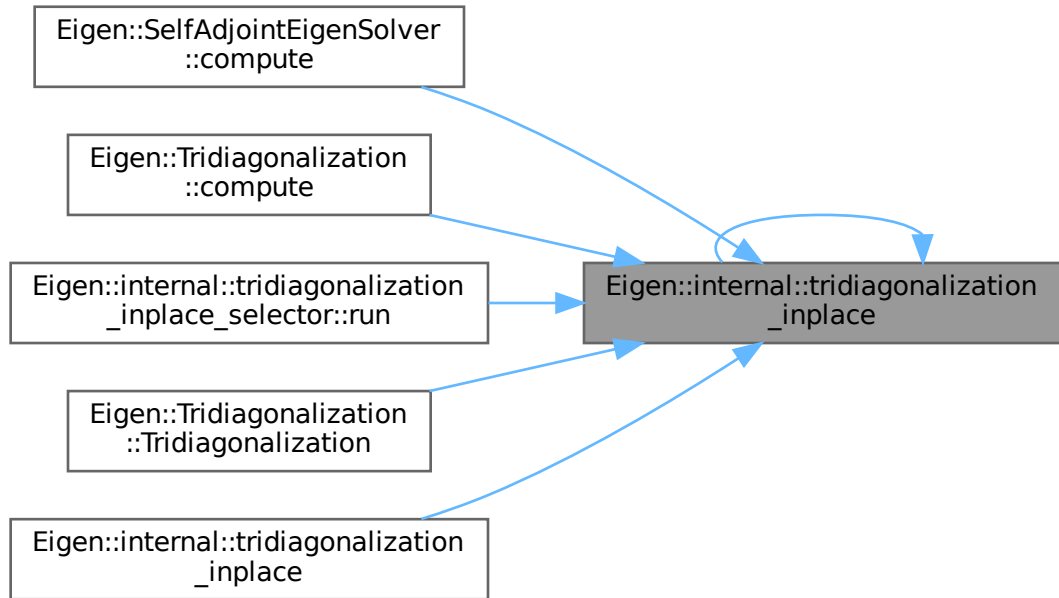 Eigen::SelfAdjointEigenSolver
::compute
Eigen::Tridiagonalization
::compute
Eigen::internal::tridiagonalization
_inplace_selector::run
Eigen::internal::tridiagonalization
_inplace
Eigen::Tridiagonalization
::Tridiagonalization
Eigen::internal::tridiagonalization
_inplace